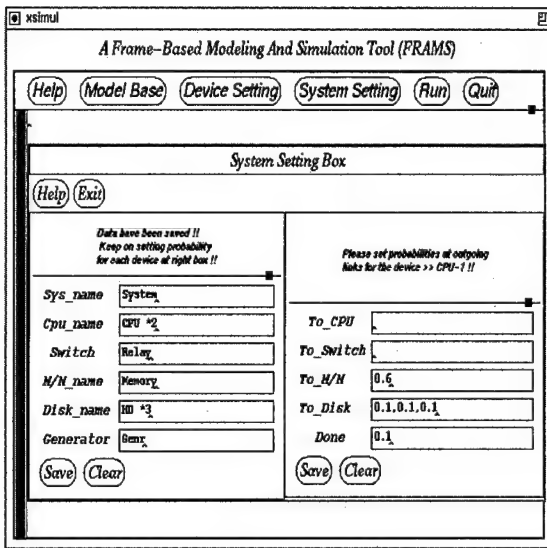 xsimul
A Frame-Based Modeling And Simulation Tool (FRAMS)
Help Model Base Device Setting System Setting Run Quit
System Setting Box
Help Exit
Data have been saved !!
Keep on setting probability
for each device at right box !!
Sys_name System
Cpu_name CPU *2
Switch Relay
M/M_name Memory
Disk_name HD *3
Generator Genr
Save Clear
Please set probabilities at outgoing
links for the device >> CPU-1 !!
To_CPU
To_Switch
To_M/M 0.6
To_Disk 0.1,0.1,0.1
Done 0.1
Save Clear